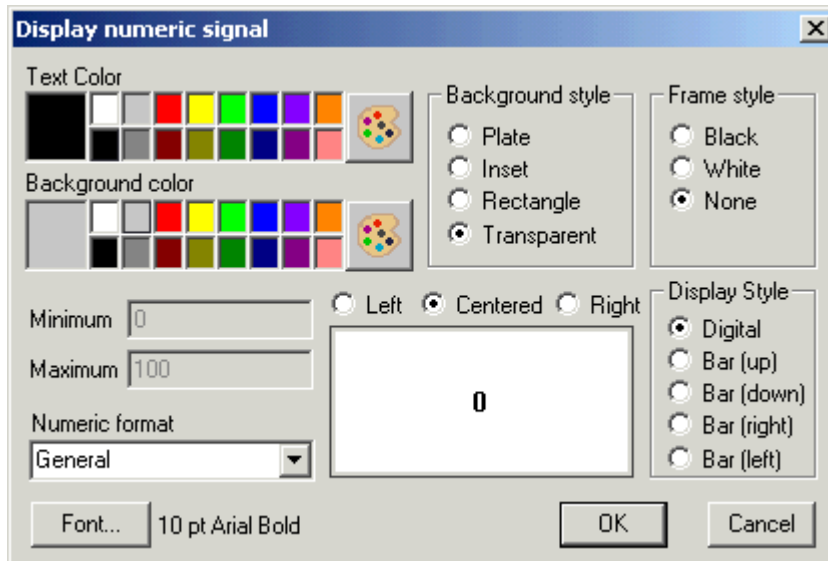 Display numeric signal
Text Color
Background color
Background style
Plate
Inset
Rectangle
Transparent
Frame style
Black
White
None
Minimum 0
Maximum 100
Numeric format
General
Left Centered Right
0
Display Style
Digital
Bar (up)
Bar (down)
Bar (right)
Bar (left)
Font... 10 pt Arial Bold
OK Cancel